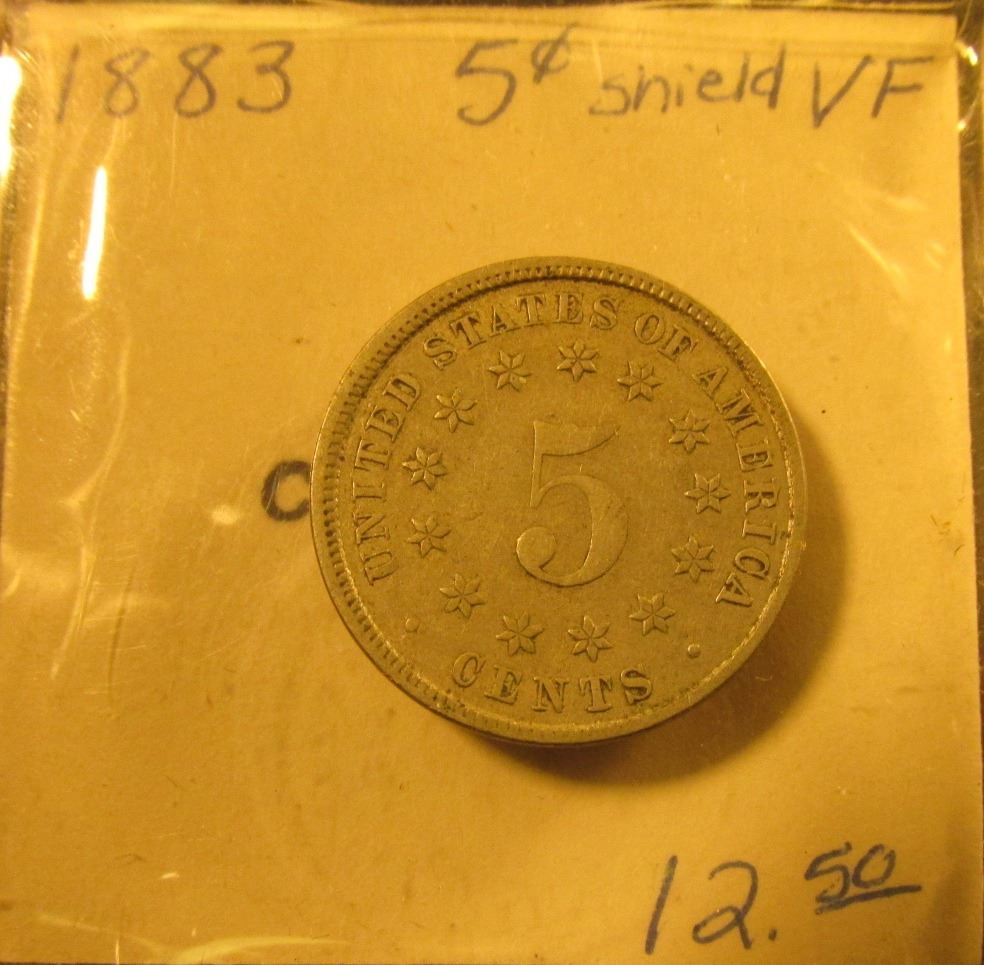 1883 5¢ shield VF
UNITED STATES OF AMERICA
5
CENTS
C
12.50